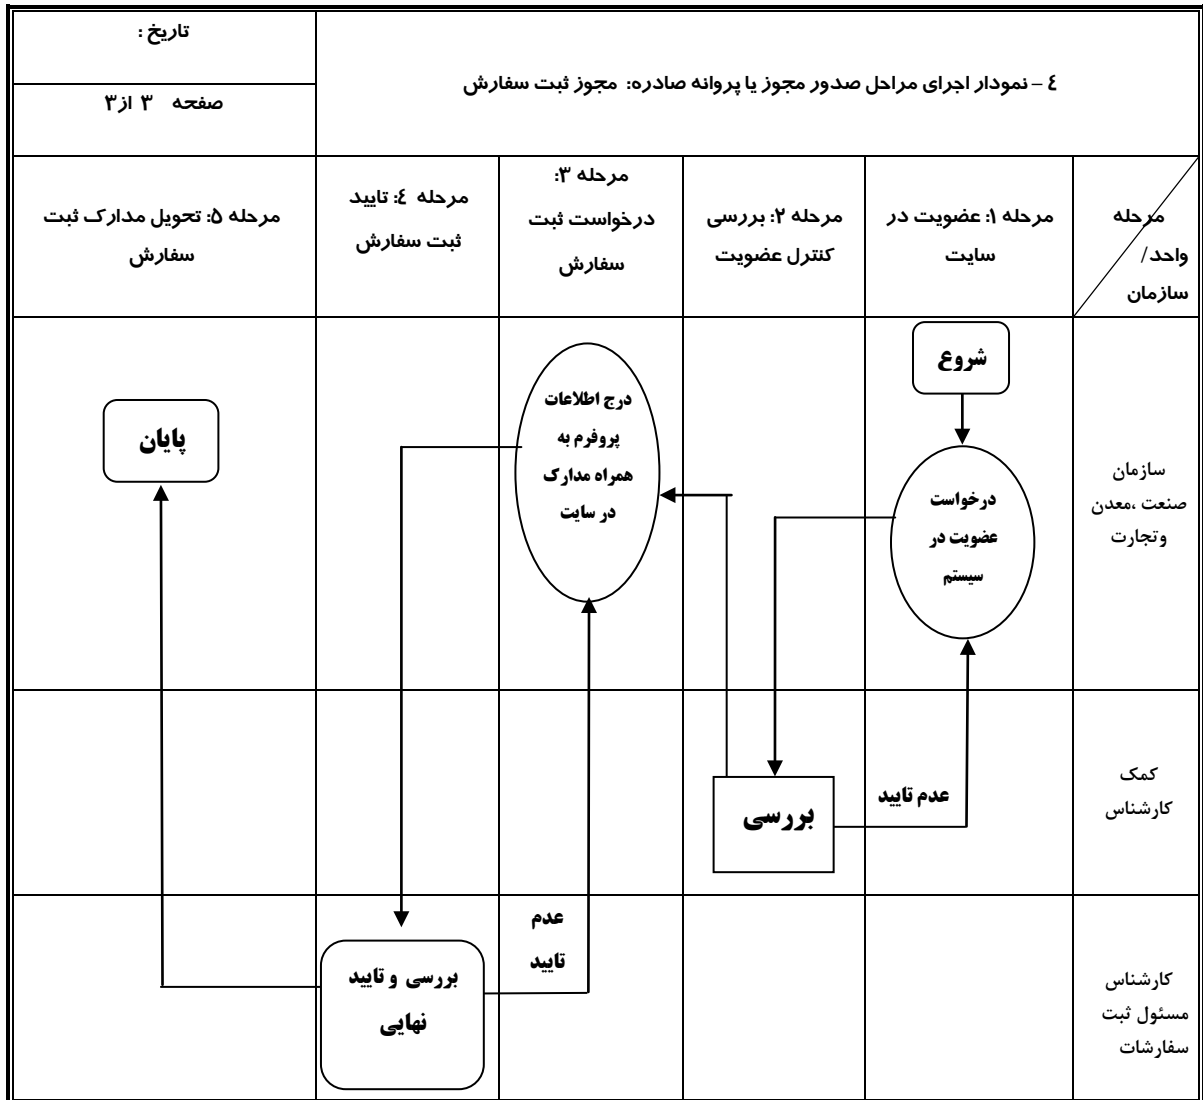 ٤ – نمودار اجرای مراحل صدور مجوز یا پروانه صادره: مجوز ثبت سفارش
تاریخ :
صفحه ۳ از۳
مرحله
واحد/
سازمان
مرحله ۱: عضویت در
سایت
مرحله ۲: بررسی
کنترل عضویت
مرحله ۳:
درخواست ثبت
سفارش
مرحله ٤: تایید
ثبت سفارش
مرحله ۵: تحویل مدارک ثبت
سفارش
سازمان
صنعت ،معدن
وتجارت
شروع
درخواست
عضویت در
سیستم
درج اطلاعات
پروفرم به
همراه مدارک
در سایت
پایان
کمک
کارشناس
عدم تایید
بررسی
کارشناس
مسئول ثبت
سفارشات
عدم
تایید
بررسی و تایید
نهایی